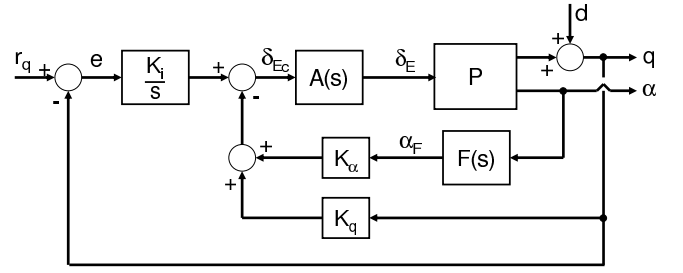 d
r_q + e K_i/s + δ_Ec A(s) δ_E P + q
+
-
-
α
+ K_α α_F F(s)
+
K_q